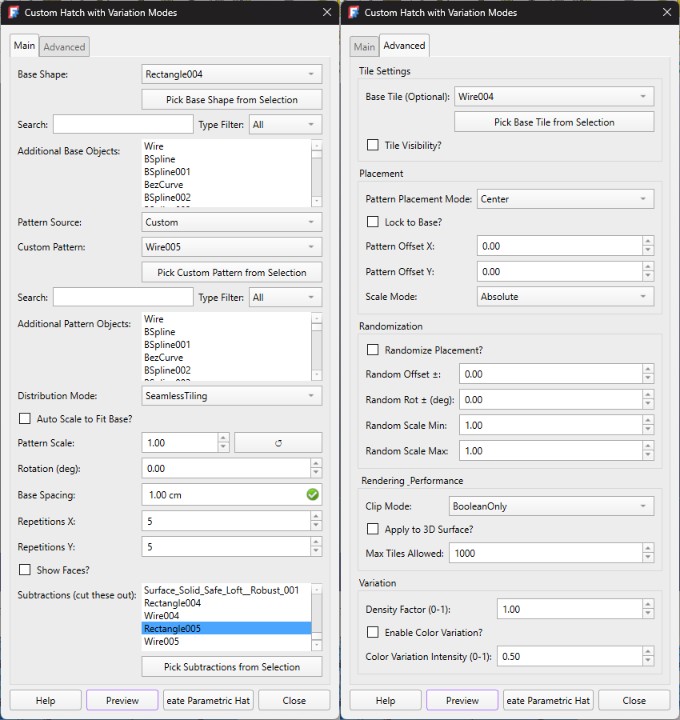 Custom Hatch with Variation Modes
Main
Advanced
Base Shape:
Rectangle004
Pick Base Shape from Selection
Search:
Type Filter:
All
Additional Base Objects:
Wire
BSpline
BSpline001
BezCurve
BSpline002
Pattern Source:
Custom
Custom Pattern:
Wire005
Pick Custom Pattern from Selection
Search:
Type Filter:
All
Additional Pattern Objects:
Wire
BSpline
BSpline001
BezCurve
BSpline002
Distribution Mode:
SeamlessTiling
Auto Scale to Fit Base?
Pattern Scale:
1.00
Rotation (deg):
0.00
Base Spacing:
1.00 cm
Repetitions X:
5
Repetitions Y:
5
Show Faces?
Subtractions (cut these out):
Surface_Solid_Safe_Loft__Robust_001
Rectangle004
Wire004
Rectangle005
Wire005
Pick Subtractions from Selection
Help
Preview
eate Parametric Hat
Close
Custom Hatch with Variation Modes
Main
Advanced
Tile Settings
Base Tile (Optional):
Wire004
Pick Base Tile from Selection
Tile Visibility?
Placement
Pattern Placement Mode:
Center
Lock to Base?
Pattern Offset X:
0.00
Pattern Offset Y:
0.00
Scale Mode:
Absolute
Randomization
Randomize Placement?
Random Offset ±:
0.00
Random Rot ± (deg):
0.00
Random Scale Min:
1.00
Random Scale Max:
1.00
Rendering _Performance
Clip Mode:
BooleanOnly
Apply to 3D Surface?
Max Tiles Allowed:
1000
Variation
Density Factor (0-1):
1.00
Enable Color Variation?
Color Variation Intensity (0-1):
0.50
Help
Preview
eate Parametric Hat
Close